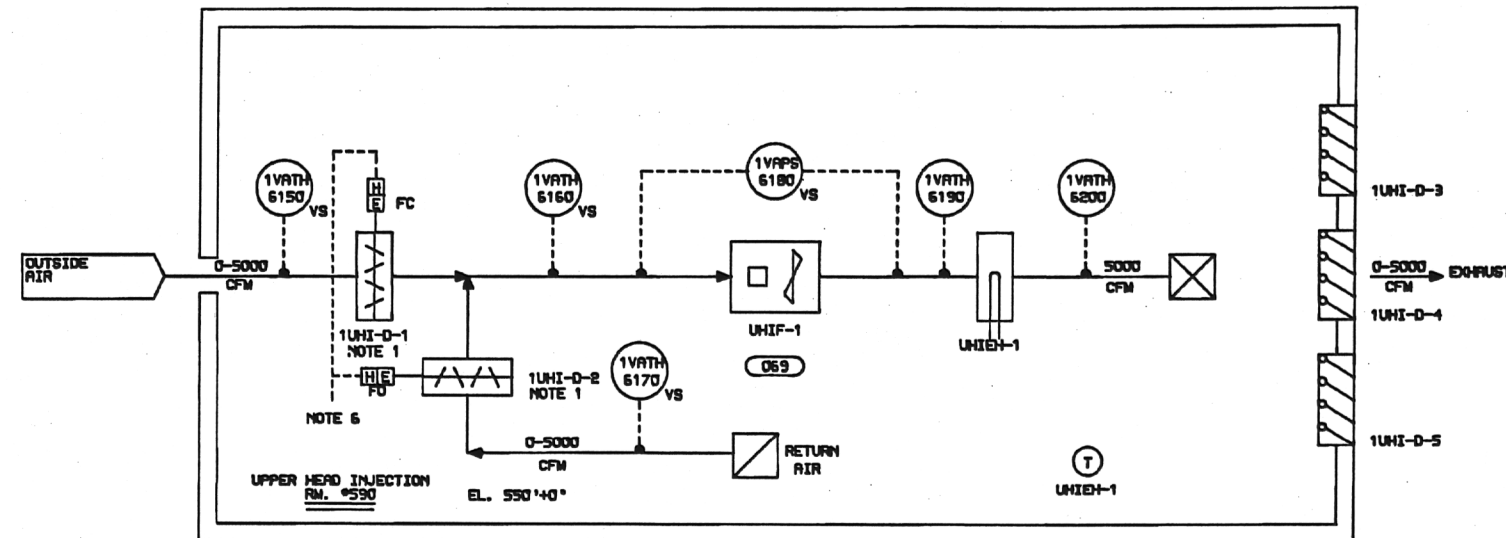 1VAPS
6180
VS
1VATH
6150
VS
H
E
FC
1VATH
6160
VS
1VATH
6190
1VATH
6200
1UHI-D-3
OUTSIDE
AIR
0-5000
CFM
5000
CFM
0-5000
CFM
EXHAUST
1UHI-D-4
1UHI-D-1
NOTE 1
UHIF-1
UHIEH-1
069
1VATH
6170
VS
H E
FO
1UHI-D-2
NOTE 1
NOTE 6
0-5000
CFM
RETURN
AIR
1UHI-D-5
T
UHIEH-1
UPPER HEAD INJECTION
RM. #590
EL. 550'+0"